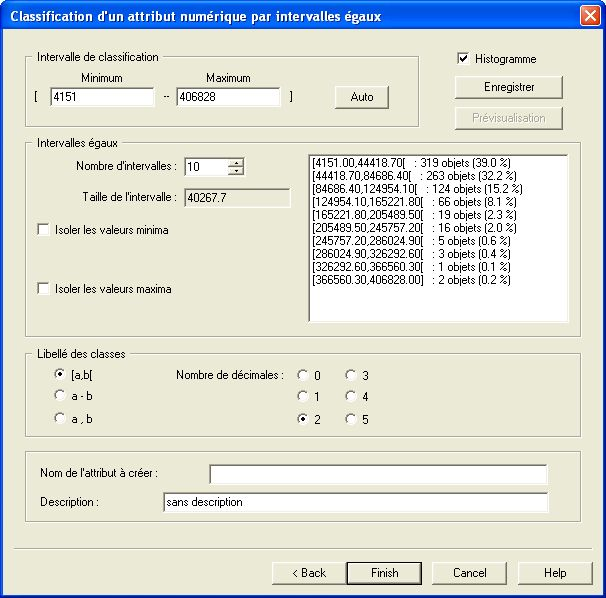 Classification d'un attribut numérique par intervalles égaux
Intervalle de classification
Minimum Maximum
[ 4151 -- 406828 ] Auto
Histogramme
Enregistrer
Prévisualisation
Intervalles égaux
Nombre d'intervalles : 10
Taille de l'intervalle : 40267.7
Isoler les valeurs minima
Isoler les valeurs maxima
[4151.00,44418.70[ : 319 objets (39.0 %)
[44418.70,84686.40[ : 263 objets (32.2 %)
[84686.40,124954.10[ : 124 objets (15.2 %)
[124954.10,165221.80[ : 66 objets (8.1 %)
[165221.80,205489.50[ : 19 objets (2.3 %)
[205489.50,245757.20[ : 16 objets (2.0 %)
[245757.20,286024.90[ : 5 objets (0.6 %)
[286024.90,326292.60[ : 3 objets (0.4 %)
[326292.60,366560.30[ : 1 objets (0.1 %)
[366560.30,406828.00[ : 2 objets (0.2 %)
Libellé des classes
[a,b[ Nombre de décimales : 0 3
a - b 1 4
a , b 2 5
Nom de l'attribut à créer :
Description : sans description
< Back Finish Cancel Help